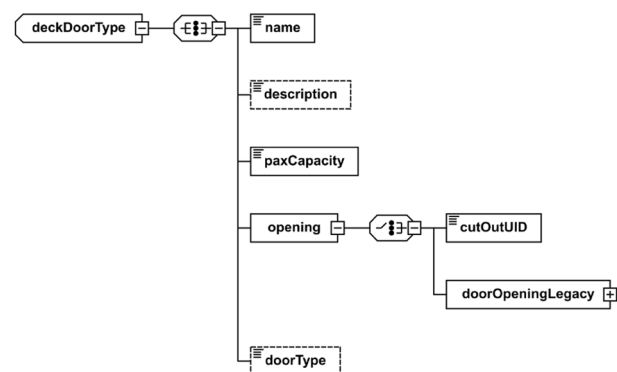 deckDoorType
name
description
paxCapacity
opening
cutOutUID
doorOpeningLegacy
doorType